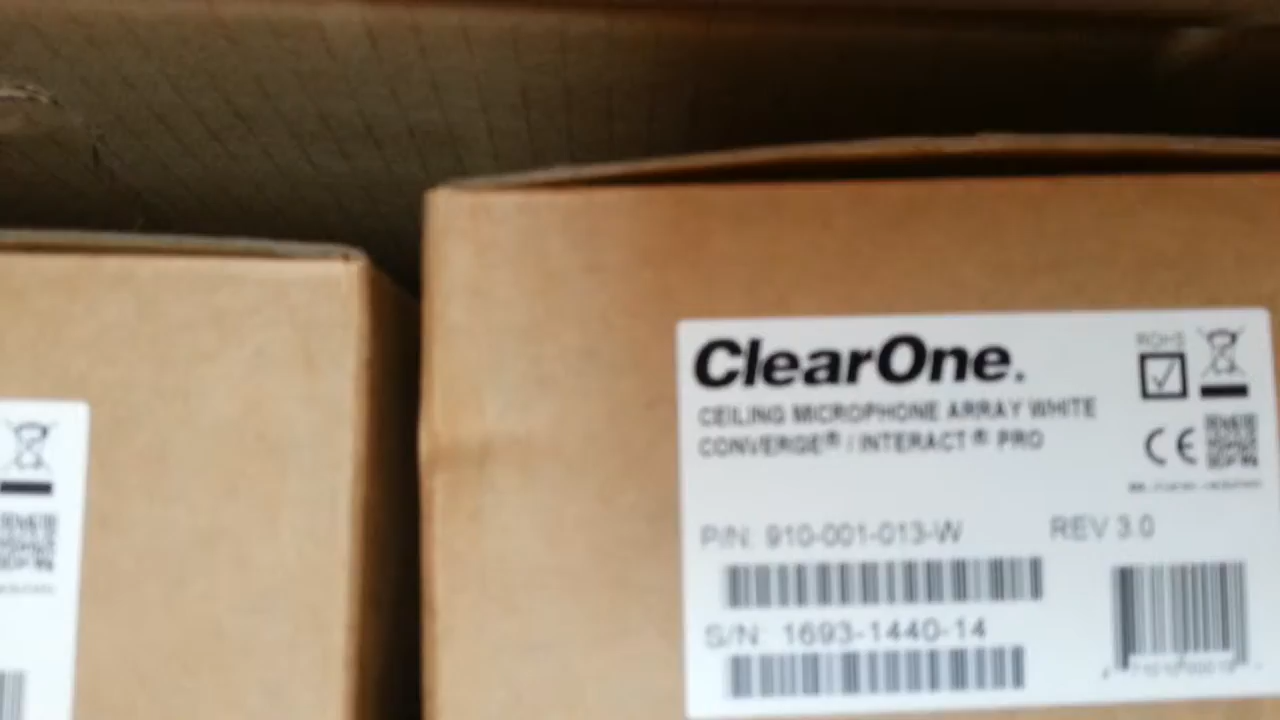 ClearOne.
ROHS
CEILING MICROPHONE ARRAY WHITE
CONVERGE® / INTERACT® PRO
CE
P/N: 910-001-013-W
REV 3.0
S/N: 1693-1440-14